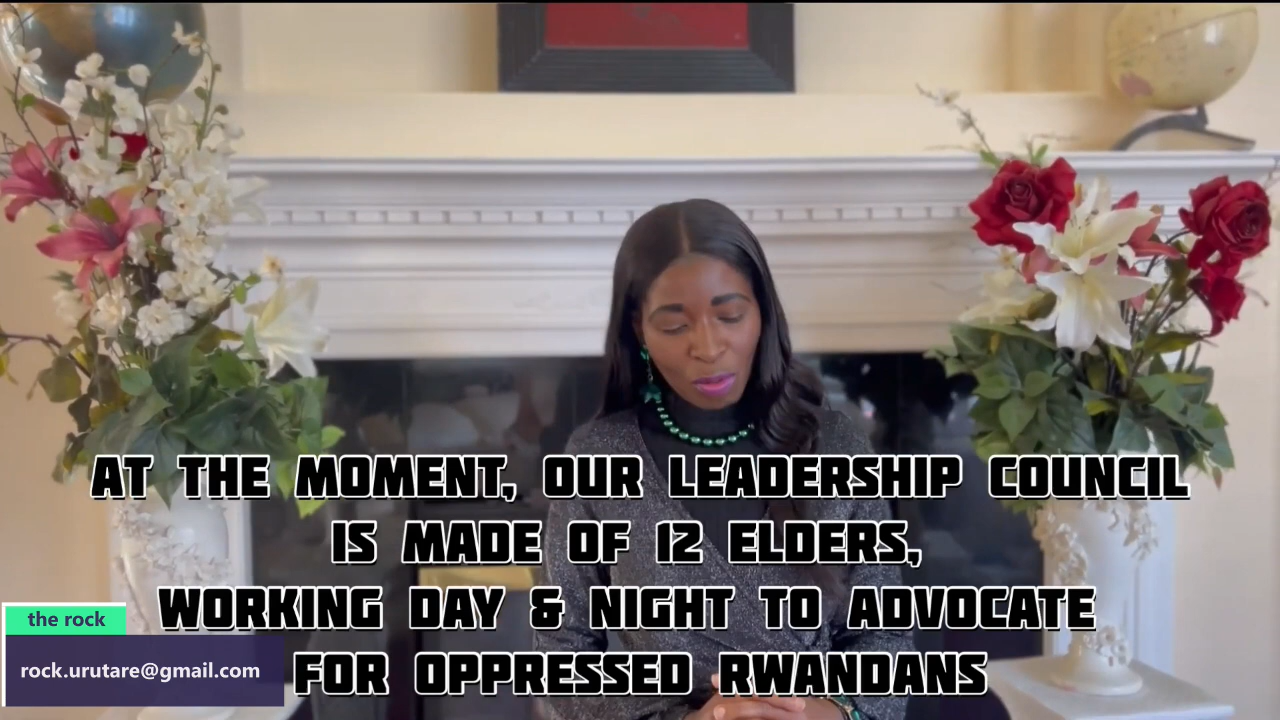 AT THE MOMENT, OUR LEADERSHIP COUNCIL
IS MADE OF 12 ELDERS,
WORKING DAY & NIGHT TO ADVOCATE
FOR OPPRESSED RWANDANS
the rock
rock.urutare@gmail.com